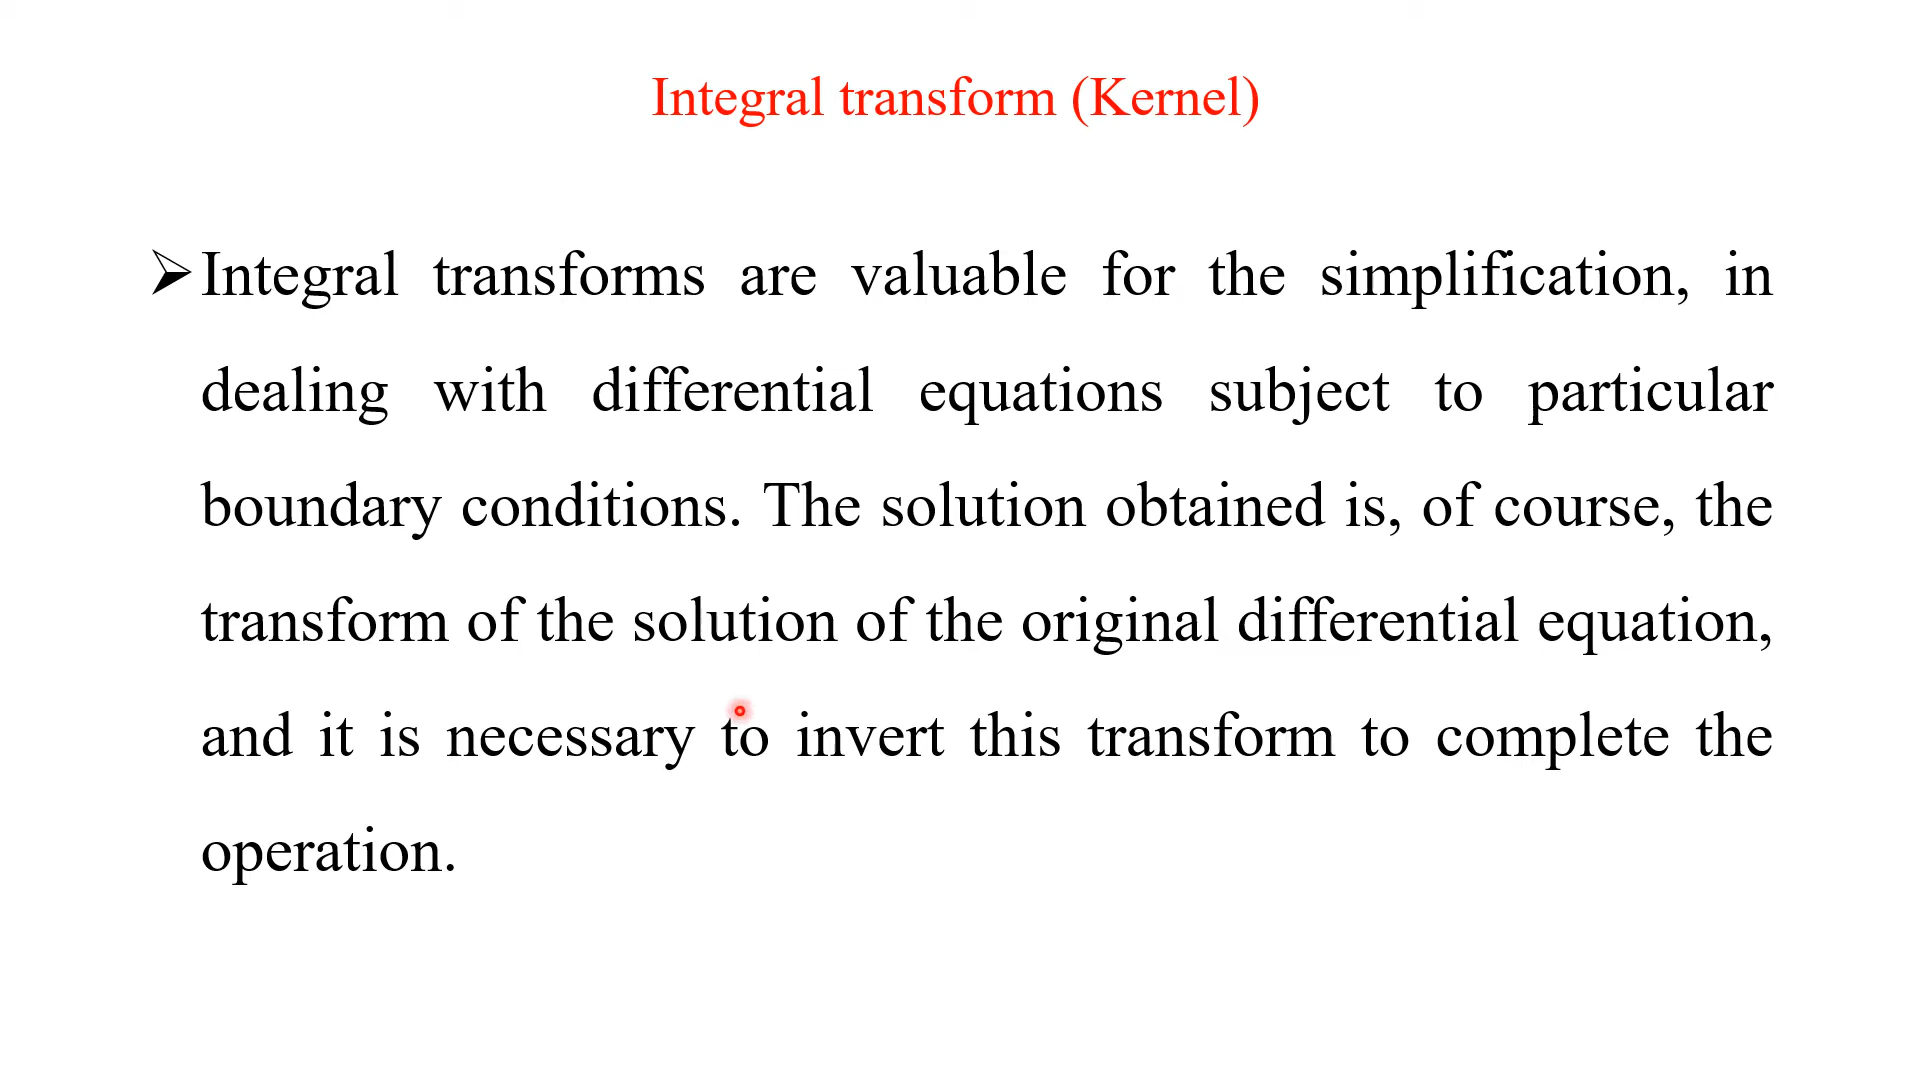 Integral transform (Kernel)
➢Integral transforms are valuable for the simplification, in
dealing with differential equations subject to particular
boundary conditions. The solution obtained is, of course, the
transform of the solution of the original differential equation,
and it is necessary to invert this transform to complete the
operation.